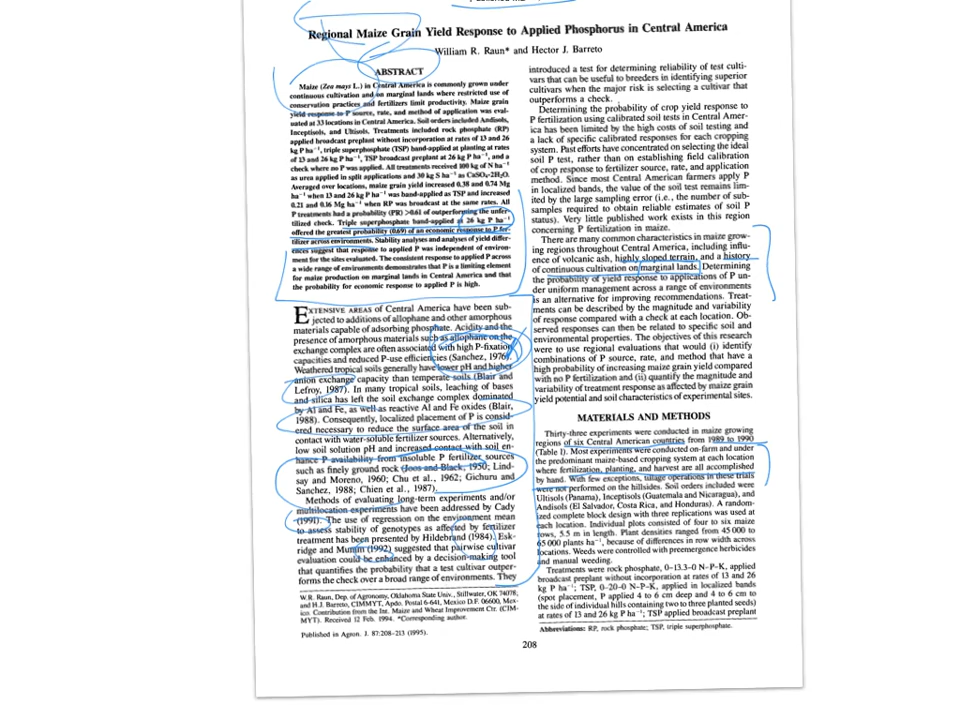 Regional Maize Grain Yield Response to Applied Phosphorus in Central America
William R. Raun* and Hector J. Barreto
ABSTRACT
Maize (Zea mays L.) in Central America is commonly grown under
continuous cultivation and on marginal lands where restricted use of
conservation practices and fertilizers limit productivity. Maize grain
yield response to P source, rate, and method of application was eval-
uated at 33 locations in Central America. Soil orders included Andisols,
Inceptisols, and Ultisols. Treatments included rock phosphate (RP)
applied broadcast preplant without incorporation at rates of 13 and 26
kg P ha⁻¹, triple superphosphate (TSP) band-applied at planting at rates
of 13 and 26 kg P ha⁻¹, TSP broadcast preplant at 26 kg P ha⁻¹, and a
check where no P was applied. All treatments received 100 kg of N ha⁻¹
as urea applied in split applications and 30 kg S ha⁻¹ as CaSO₄·2H₂O.
Averaged over locations, maize grain yield increased 0.38 and 0.74 Mg
ha⁻¹ when 13 and 26 kg P ha⁻¹ was band-applied as TSP and increased
0.21 and 0.16 Mg ha⁻¹ when RP was broadcast at the same rates. All
P treatments had a probability (PR) >0.61 of outperforming the unfer-
tilized check. Triple superphosphate band-applied at 26 kg P ha⁻¹
offered the greatest probability (0.69) of an economic response to P fer-
tilizer across environments. Stability analyses and analyses of yield differ-
ences suggest that response to applied P was independent of environ-
ment for the sites evaluated. The consistent response to applied P across
a wide range of environments demonstrates that P is a limiting element
for maize production on marginal lands in Central America and that
the probability for economic response to applied P is high.
EXTENSIVE AREAS of Central America have been sub-
jected to additions of allophane and other amorphous
materials capable of adsorbing phosphate. Acidity and the
presence of amorphous materials such as allophane on the
exchange complex are often associated with high P-fixation
capacities and reduced P-use efficiencies (Sanchez, 1976).
Weathered tropical soils generally have lower pH and higher
anion exchange capacity than temperate soils (Blair and
Lefroy, 1987). In many tropical soils, leaching of bases
and silica has left the soil exchange complex dominated
by Al and Fe, as well as reactive Al and Fe oxides (Blair,
1988). Consequently, localized placement of P is consid-
ered necessary to reduce the surface area of the soil in
contact with water-soluble fertilizer sources. Alternatively,
low soil solution pH and increased contact with soil en-
hance P availability from insoluble P fertilizer sources
such as finely ground rock (Joos and Black, 1950; Lind-
say and Moreno, 1960; Chu et al., 1962; Gichuru and
Sanchez, 1988; Chien et al., 1987).
Methods of evaluating long-term experiments and/or
multilocation experiments have been addressed by Cady
(1991). The use of regression on the environment mean
to assess stability of genotypes as affected by fertilizer
treatment has been presented by Hildebrand (1984). Esk-
ridge and Mumm (1992) suggested that pairwise cultivar
evaluation could be enhanced by a decision-making tool
that quantifies the probability that a test cultivar outper-
forms the check over a broad range of environments. They
W.R. Raun, Dep. of Agronomy, Oklahoma State Univ., Stillwater, OK 74078,
and H.J. Barreto, CIMMYT, Apdo. Postal 6-641, Mexico D.F. 06600, Mex-
ico. Contribution from the Int. Maize and Wheat Improvement Ctr. (CIM-
MYT). Received 12 Feb. 1994. *Corresponding author.
Published in Agron. J. 87:208-213 (1995).
introduced a test for determining reliability of test culti-
vars that can be useful to breeders in identifying superior
cultivars when the major risk is selecting a cultivar that
outperforms a check.
Determining the probability of crop yield response to
P fertilization using calibrated soil tests in Central Amer-
ica has been limited by the high costs of soil testing and
a lack of specific calibrated responses for each cropping
system. Past efforts have concentrated on selecting the ideal
soil P test, rather than on establishing field calibration
of crop response to fertilizer source, rate, and application
method. Since most Central American farmers apply P
in localized bands, the value of the soil test remains lim-
ited by the large sampling error (i.e., the number of sub-
samples required to obtain reliable estimates of soil P
status). Very little published work exists in this region
concerning P fertilization in maize.
There are many common characteristics in maize grow-
ing regions throughout Central America, including influ-
ence of volcanic ash, highly sloped terrain, and a history
of continuous cultivation on marginal lands. Determining
the probability of yield response to applications of P un-
der uniform management across a range of environments
is an alternative for improving recommendations. Treat-
ments can be described by the magnitude and variability
of response compared with a check at each location. Ob-
served responses can then be related to specific soil and
environmental properties. The objectives of this research
were to use regional evaluations that would (i) identify
combinations of P source, rate, and method that have a
high probability of increasing maize grain yield compared
with no P fertilization and (ii) quantify the magnitude and
variability of treatment response as affected by maize grain
yield potential and soil characteristics of experimental sites.
MATERIALS AND METHODS
Thirty-three experiments were conducted in maize growing
regions of six Central American countries from 1989 to 1990
(Table 1). Most experiments were conducted on-farm and under
the predominant maize-based cropping system at each location
where fertilization, planting, and harvest are all accomplished
by hand. With few exceptions, tillage operations in these trials
were not performed on the hillsides. Soil orders included were
Ultisols (Panama), Inceptisols (Guatemala and Nicaragua), and
Andisols (El Salvador, Costa Rica, and Honduras). A random-
ized complete block design with three replications was used at
each location. Individual plots consisted of four to six maize
rows, 5.5 m in length. Plant densities ranged from 45 000 to
65 000 plants ha⁻¹, because of differences in row width across
locations. Weeds were controlled with preemergence herbicides
and manual weeding.
Treatments were rock phosphate, 0-13.3-0 N-P-K, applied
broadcast preplant without incorporation at rates of 13 and 26
kg P ha⁻¹; TSP, 0-20-0 N-P-K, applied in localized bands
(spot placement, P applied 4 to 6 cm deep and 4 to 6 cm to
the side of individual hills containing two to three planted seeds)
at rates of 13 and 26 kg P ha⁻¹; TSP applied broadcast preplant
Abbreviations: RP, rock phosphate; TSP, triple superphosphate.
208